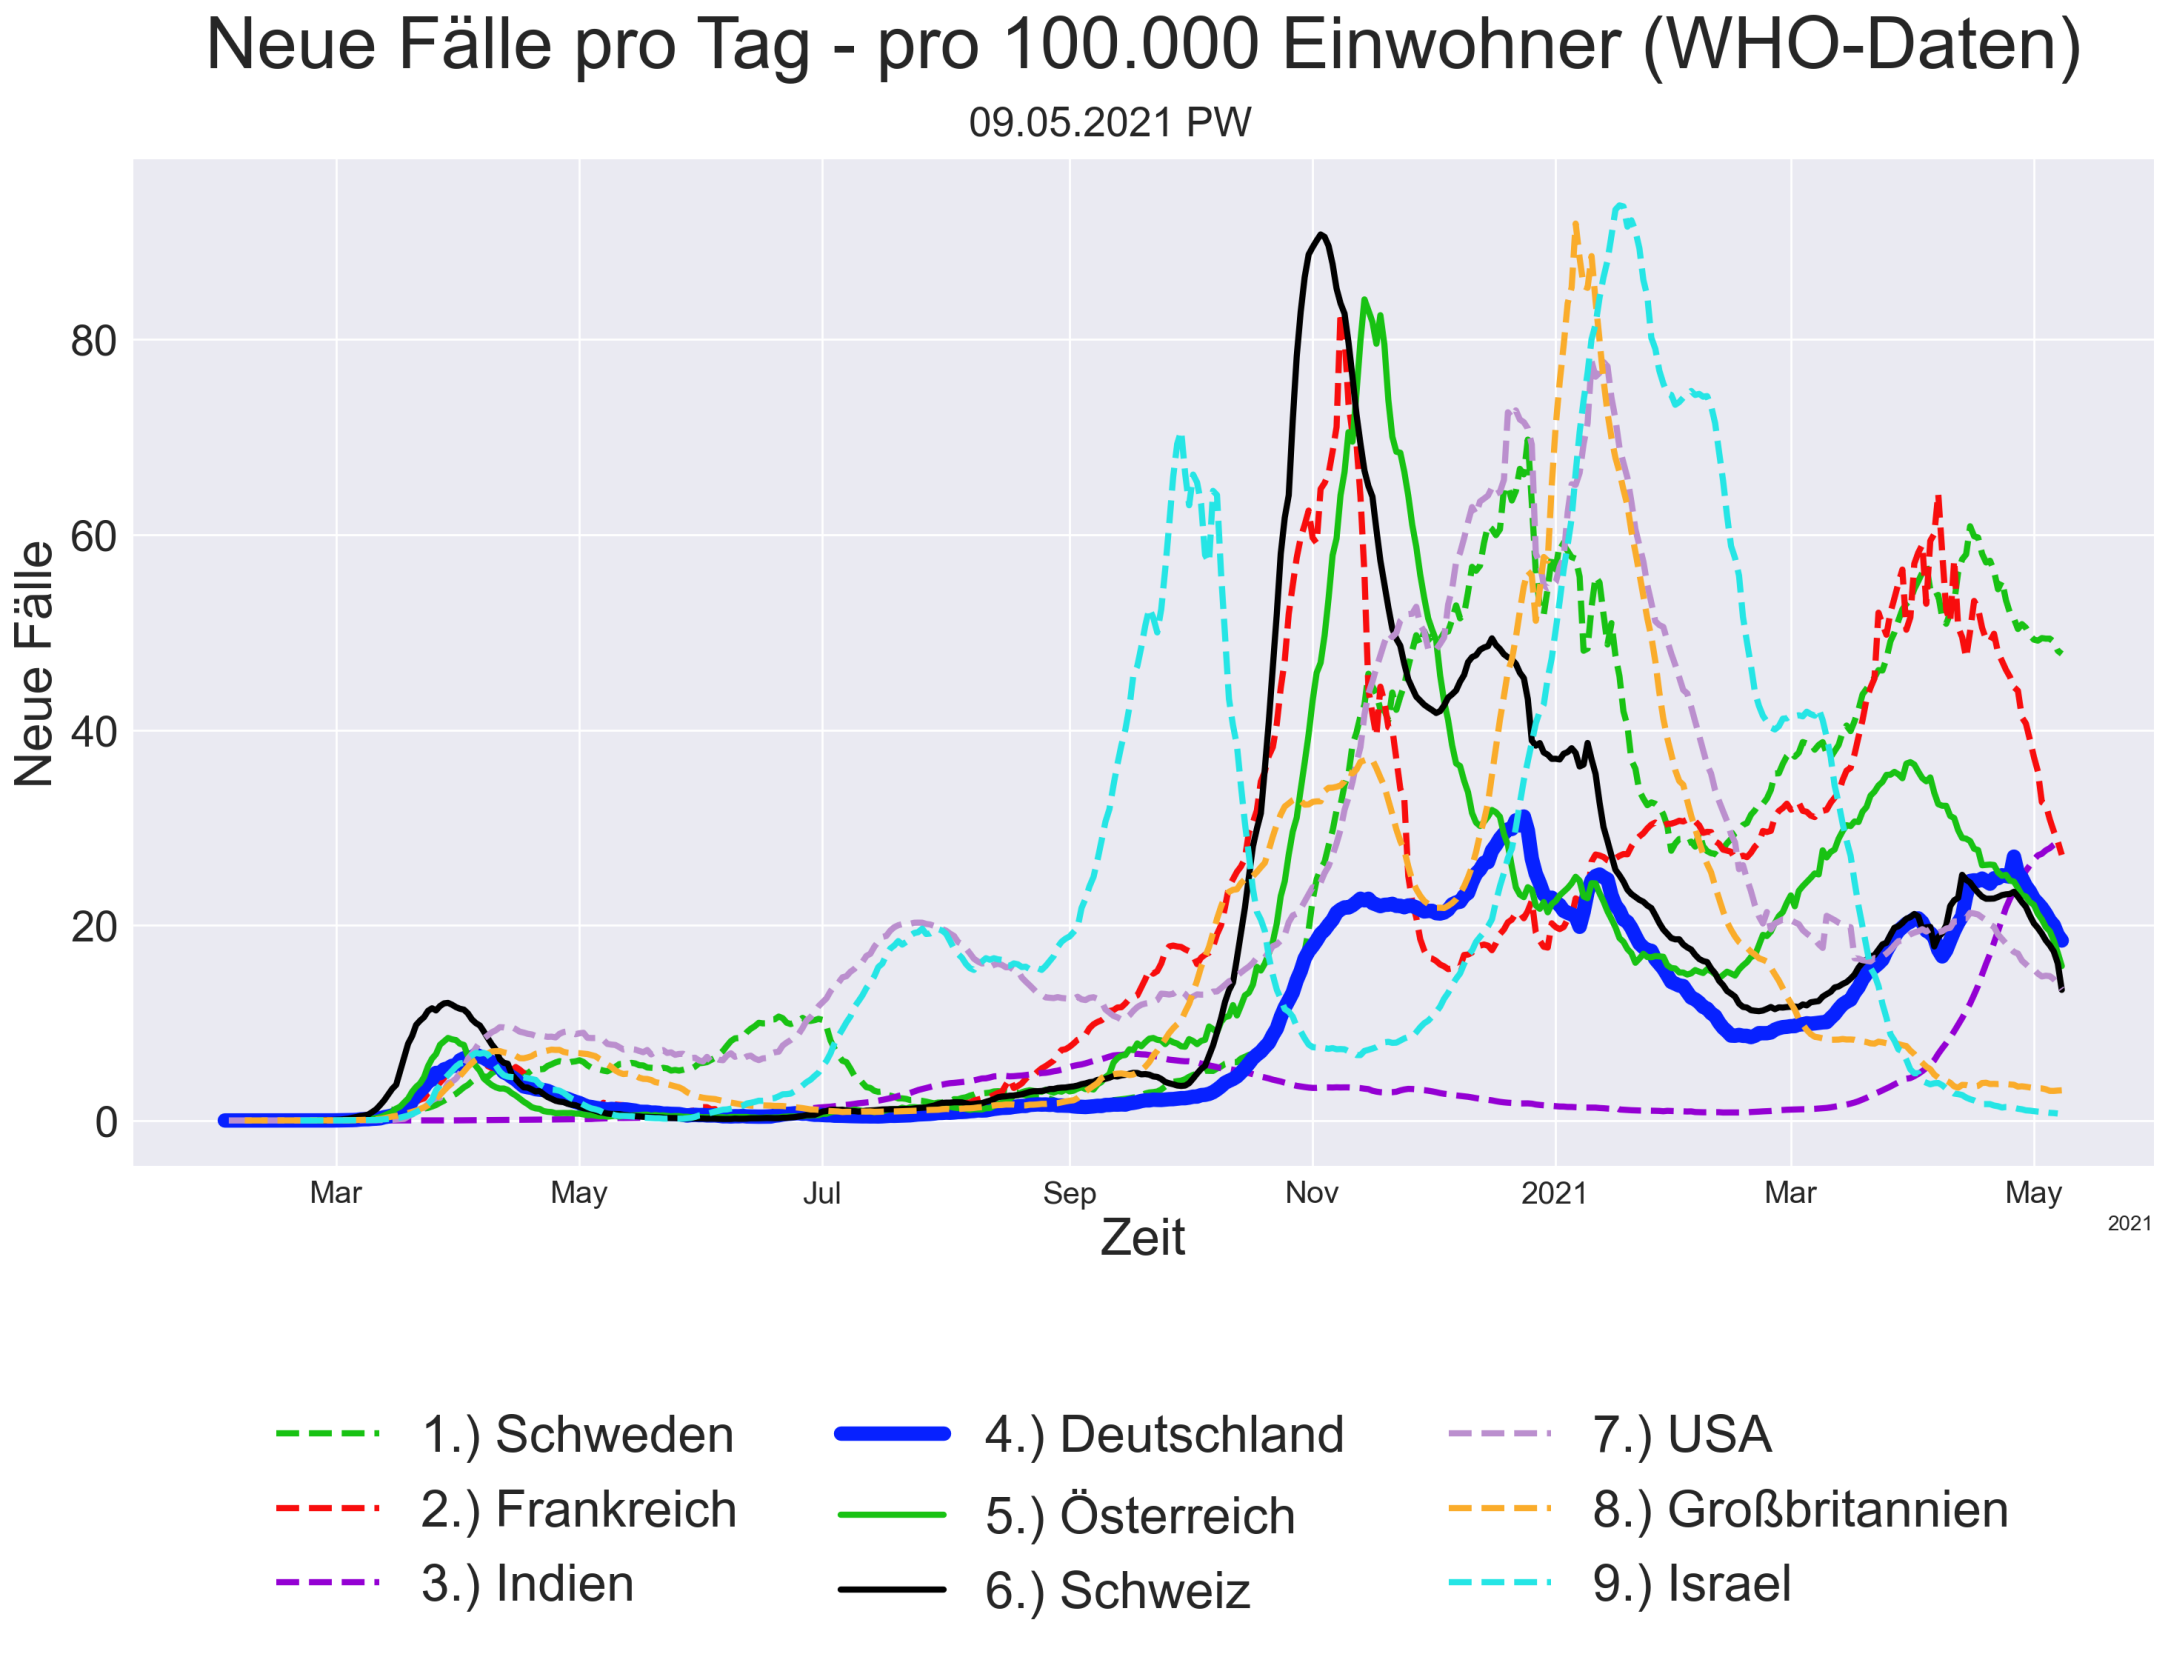 Neue Fälle pro Tag - pro 100.000 Einwohner (WHO-Daten)
09.05.2021 PW
Neue Fälle
80
60
40
20
0
Mar May Jul Sep Nov 2021 Mar May
2021
Zeit
1.) Schweden
2.) Frankreich
3.) Indien
4.) Deutschland
5.) Österreich
6.) Schweiz
7.) USA
8.) Großbritannien
9.) Israel